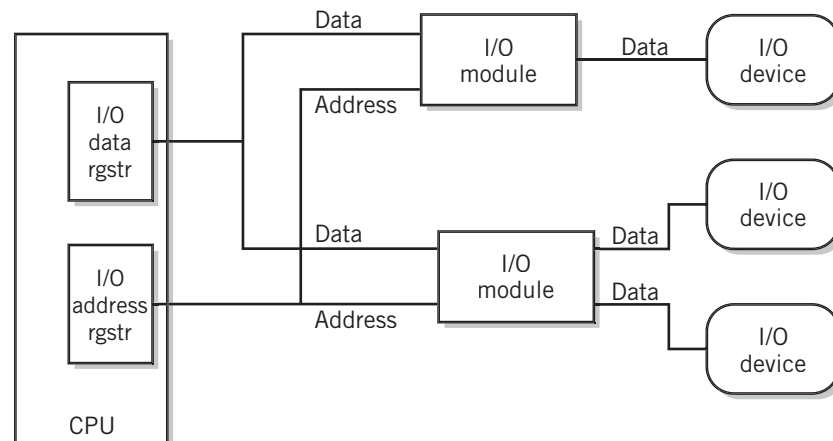 Data
I/O
module
Data
I/O
device
I/O
data
rgstr
Address
I/O
device
Data
I/O
module
Data
I/O
address
rgstr
Address
Data
I/O
device
CPU